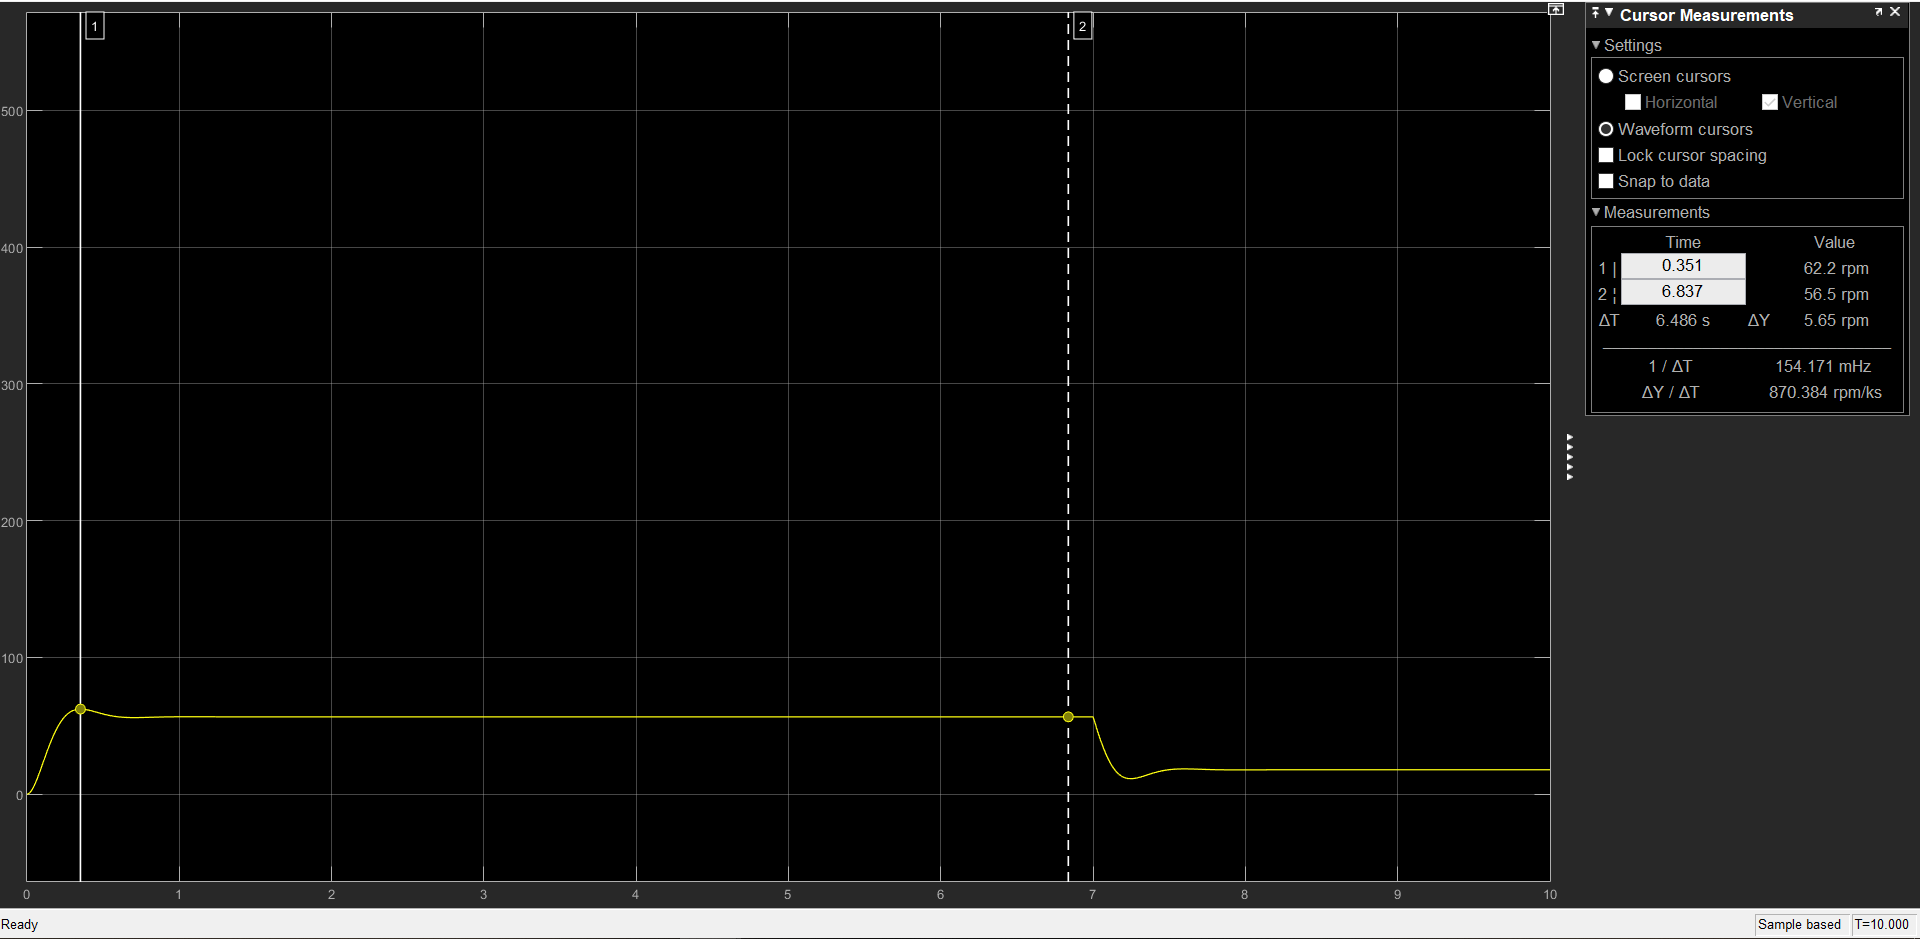 1
2
500
400
300
200
100
0
0 1 2 3 4 5 6 7 8 9 10
Cursor Measurements
Settings
Screen cursors
Horizontal Vertical
Waveform cursors
Lock cursor spacing
Snap to data
Measurements
Time Value
1 | 0.351 62.2 rpm
2 ¦ 6.837 56.5 rpm
ΔT 6.486 s ΔY 5.65 rpm
1 / ΔT 154.171 mHz
ΔY / ΔT 870.384 rpm/ks
Ready Sample based T=10.000